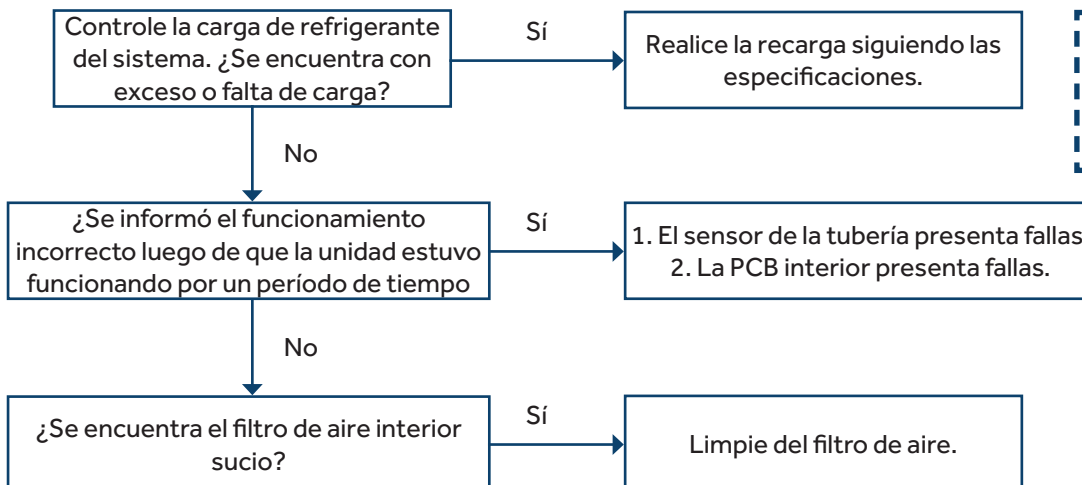 Controle la carga de refrigerante
del sistema. ¿Se encuentra con
exceso o falta de carga?
Sí
Realice la recarga siguiendo las
especificaciones.
No
¿Se informó el funcionamiento
incorrecto luego de que la unidad estuvo
funcionando por un período de tiempo
Sí
1. El sensor de la tubería presenta fallas
2. La PCB interior presenta fallas.
No
¿Se encuentra el filtro de aire interior
sucio?
Sí
Limpie del filtro de aire.